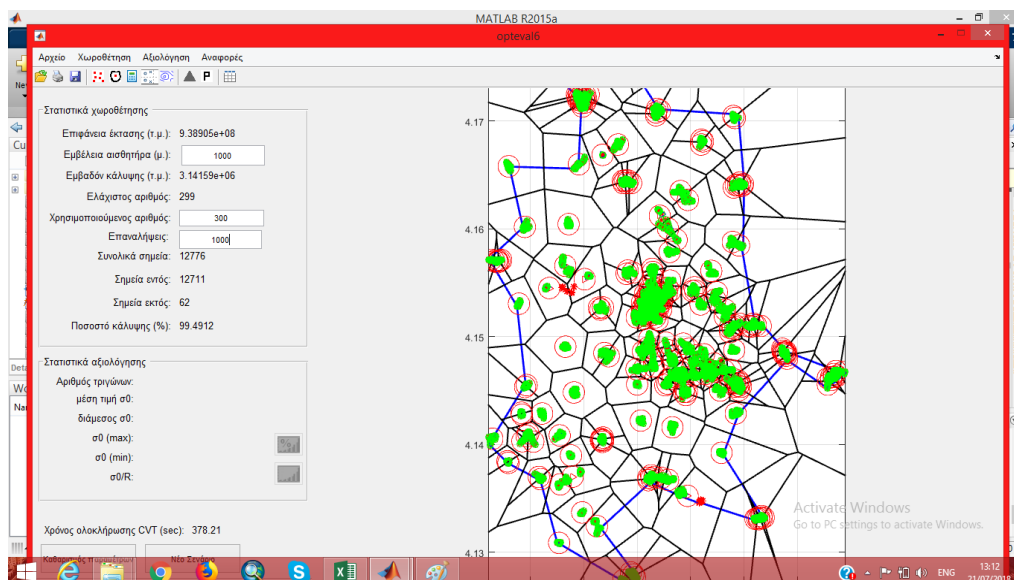 MATLAB R2015a
opteval6
Αρχείο Χωροθέτηση Αξιολόγηση Αναφορές
P
Στατιστικά χωροθέτησης
Επιφάνεια έκτασης (τ.μ.): 9.38905e+08
Εμβέλεια αισθητήρα (μ.): 1000
Εμβαδόν κάλυψης (τ.μ.): 3.14159e+06
Ελάχιστος αριθμός: 299
Χρησιμοποιούμενος αριθμός: 300
Επαναλήψεις: 1000
Συνολικά σημεία: 12776
Σημεία εντός: 12711
Σημεία εκτός: 62
Ποσοστό κάλυψης (%): 99.4912
Στατιστικά αξιολόγησης
Αριθμός τριγώνων:
μέση τιμή σ0:
διάμεσος σ0:
σ0 (max):
σ0 (min):
σ0/R:
Χρόνος ολοκλήρωσης CVT (sec): 378.21
Καθαρισμός παραμέτρων Νέο Σενάριο
4.17
4.16
4.15
4.14
4.13
Activate Windows
Go to PC settings to activate Windows.
ENG
13:12
21/07/2018